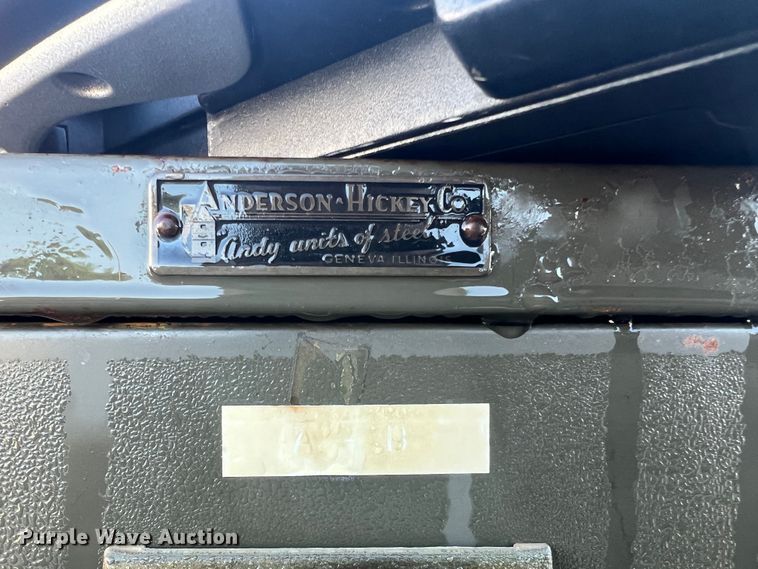 ANDERSON-HICKEY CO
Andy units of steel
GENEVA ILLINOIS
Purple Wave Auction